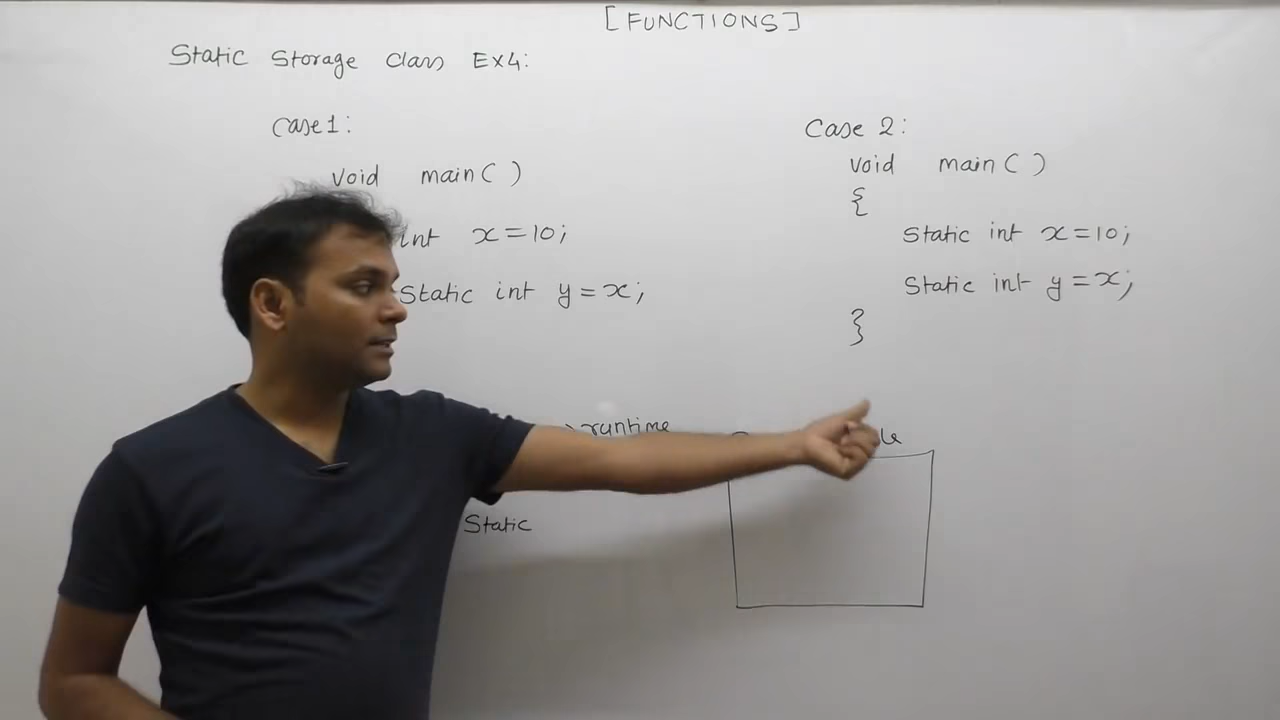 [FUNCTIONS]
Static Storage class Ex4:
Case1:
void main( )
int x=10;
Static int y=x;
Case 2:
void main( )
{
Static int x=10;
Static int y=x;
}
runtime
Static